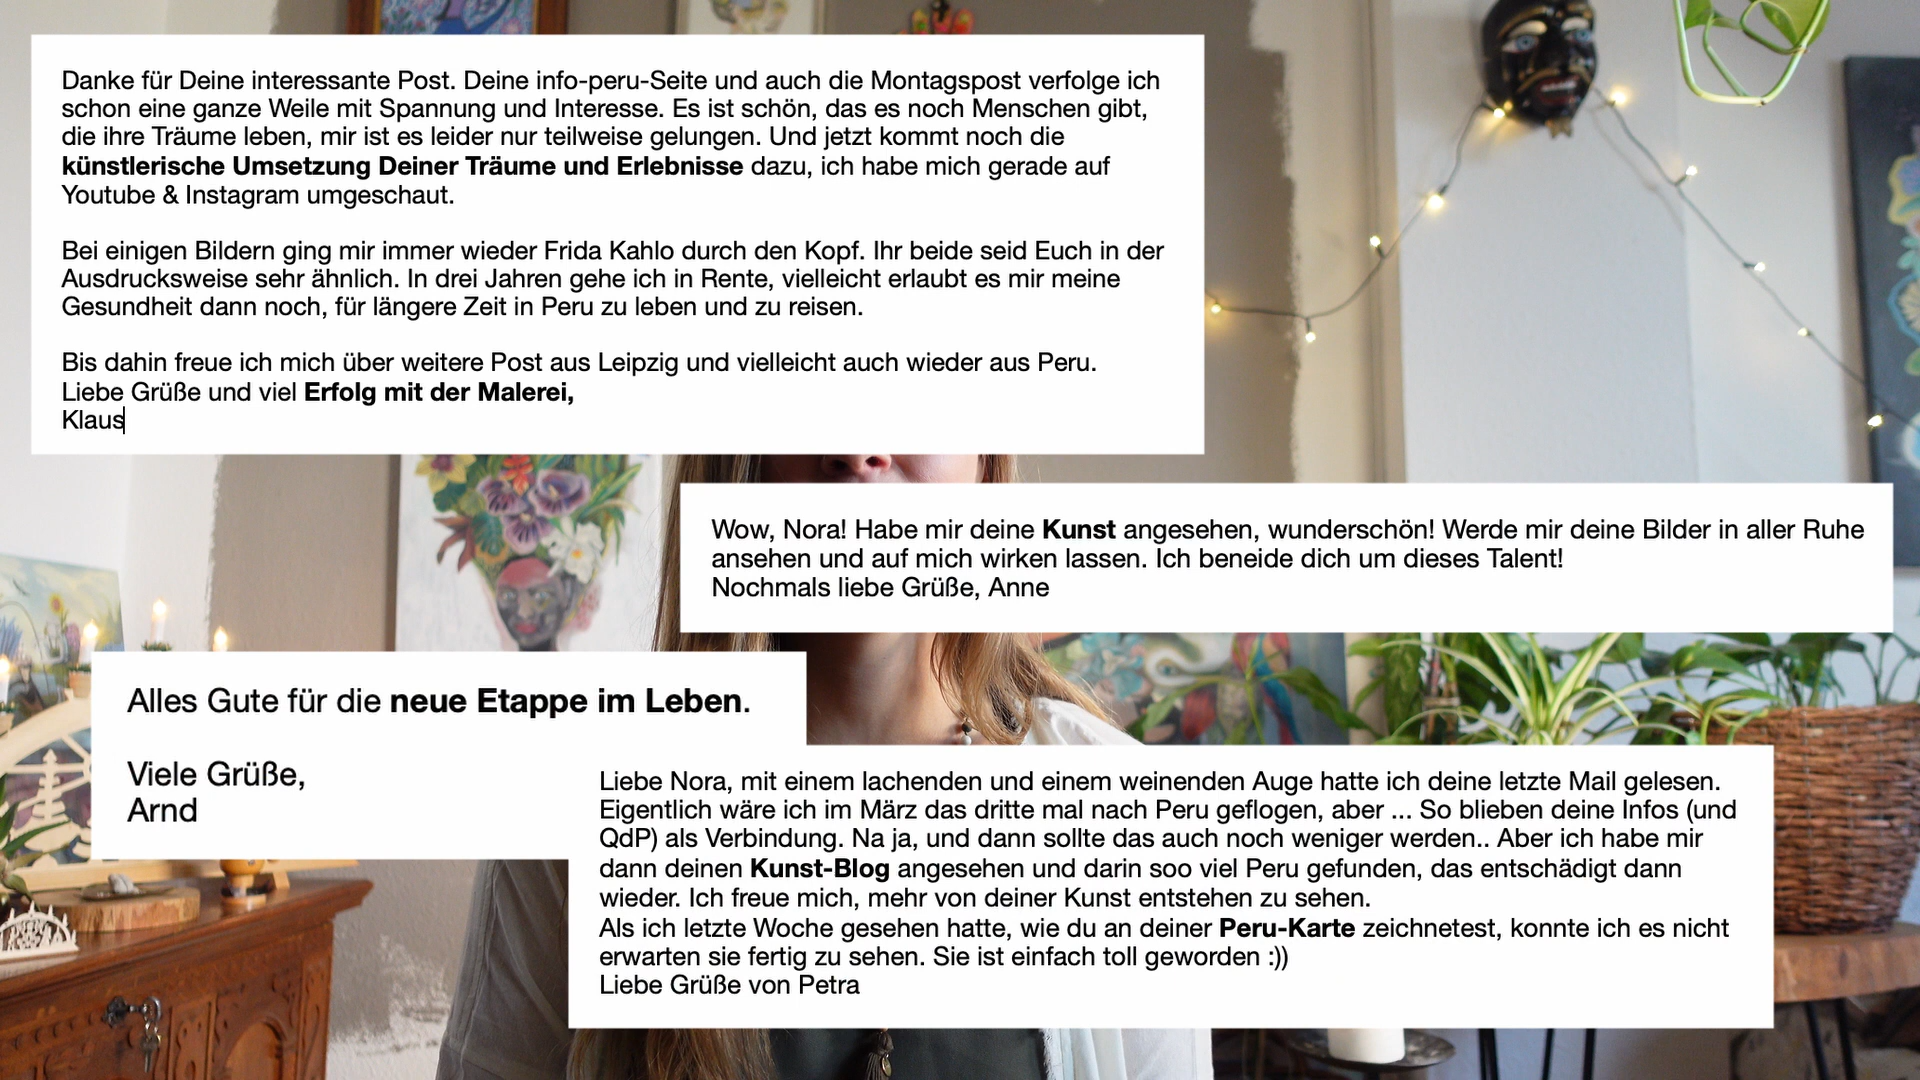 Danke für Deine interessante Post. Deine info-peru-Seite und auch die Montagspost verfolge ich
schon eine ganze Weile mit Spannung und Interesse. Es ist schön, das es noch Menschen gibt,
die ihre Träume leben, mir ist es leider nur teilweise gelungen. Und jetzt kommt noch die
künstlerische Umsetzung Deiner Träume und Erlebnisse dazu, ich habe mich gerade auf
Youtube & Instagram umgeschaut.
Bei einigen Bildern ging mir immer wieder Frida Kahlo durch den Kopf. Ihr beide seid Euch in der
Ausdrucksweise sehr ähnlich. In drei Jahren gehe ich in Rente, vielleicht erlaubt es mir meine
Gesundheit dann noch, für längere Zeit in Peru zu leben und zu reisen.
Bis dahin freue ich mich über weitere Post aus Leipzig und vielleicht auch wieder aus Peru.
Liebe Grüße und viel Erfolg mit der Malerei,
Klaus
Wow, Nora! Habe mir deine Kunst angesehen, wunderschön! Werde mir deine Bilder in aller Ruhe
ansehen und auf mich wirken lassen. Ich beneide dich um dieses Talent!
Nochmals liebe Grüße, Anne
Alles Gute für die neue Etappe im Leben.
Viele Grüße,
Arnd
Liebe Nora, mit einem lachenden und einem weinenden Auge hatte ich deine letzte Mail gelesen.
Eigentlich wäre ich im März das dritte mal nach Peru geflogen, aber ... So blieben deine Infos (und
QdP) als Verbindung. Na ja, und dann sollte das auch noch weniger werden.. Aber ich habe mir
dann deinen Kunst-Blog angesehen und darin soo viel Peru gefunden, das entschädigt dann
wieder. Ich freue mich, mehr von deiner Kunst entstehen zu sehen.
Als ich letzte Woche gesehen hatte, wie du an deiner Peru-Karte zeichnetest, konnte ich es nicht
erwarten sie fertig zu sehen. Sie ist einfach toll geworden :))
Liebe Grüße von Petra